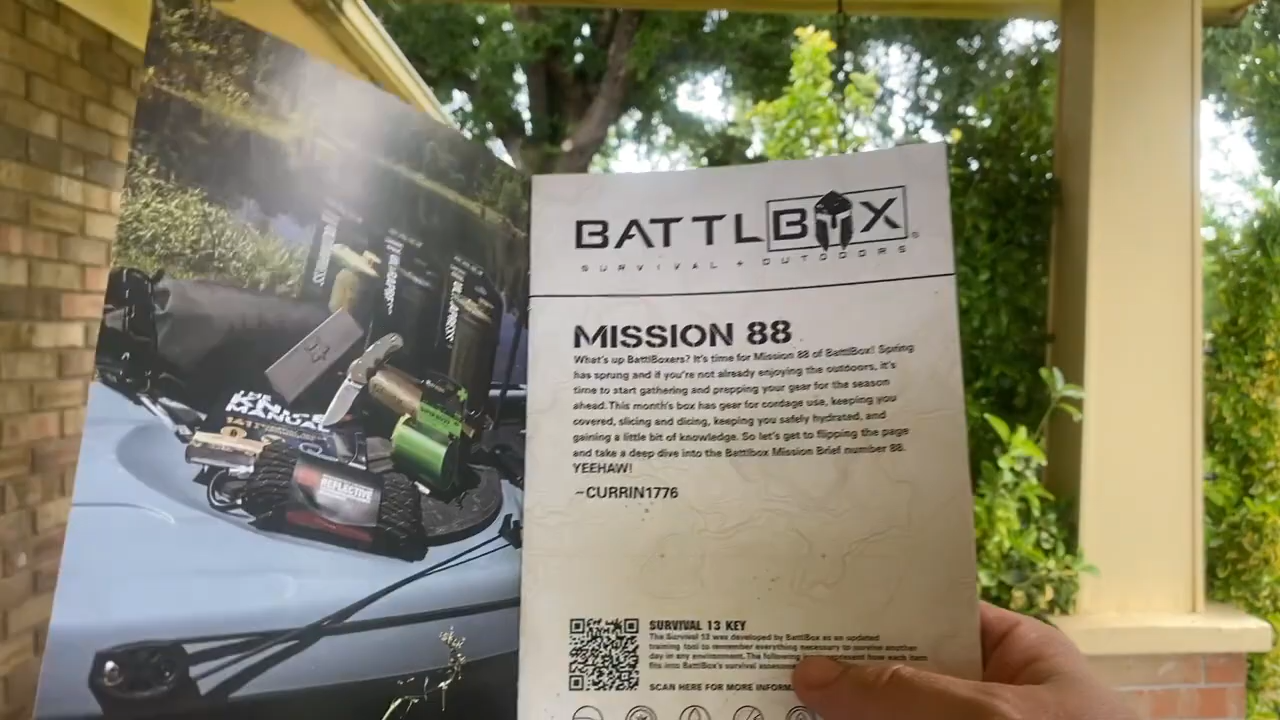 REFLECTIVE
BATTLBOX
SURVIVAL + OUTDOORS
MISSION 88
What's up BattlBoxers? It's time for Mission 88 of BattlBox! Spring
has sprung and if you're not already enjoying the outdoors, it's
time to start gathering and prepping your gear for the season
ahead. This month's box has gear for cordage use, keeping you
covered, slicing and dicing, keeping you safely hydrated, and
gaining a little bit of knowledge. So let's get to flipping the page
and take a deep dive into the Battlbox Mission Brief number 88.
YEEHAW!
~CURRIN1776
SURVIVAL 13 KEY
The Survival 13 was developed by BattlBox as an updated
training tool to remember everything necessary to survive another
day in any environment. The following how each item
fits into BattlBox's survival
SCAN HERE FOR MORE